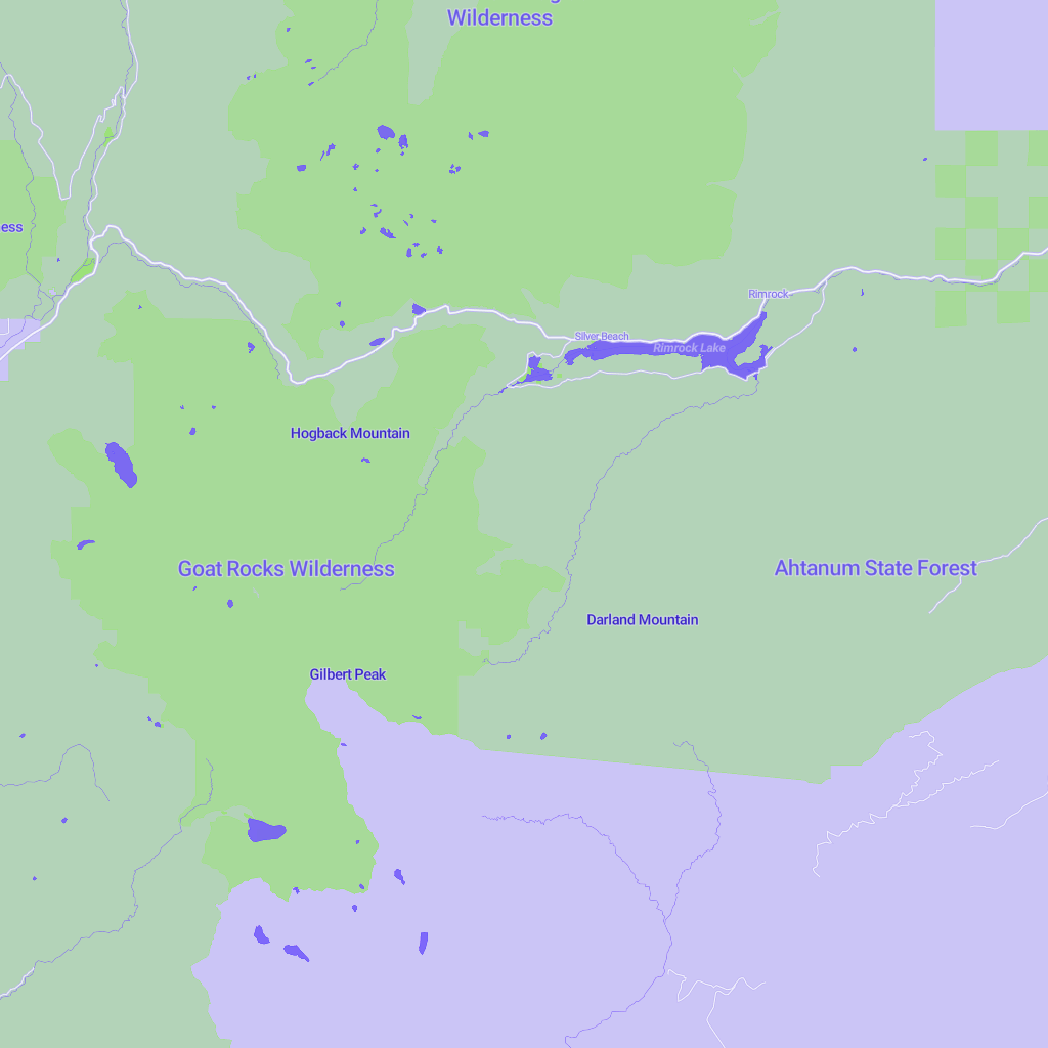 Wilderness
ess
Rimrock
Silver Beach
Rimrock Lake
Hogback Mountain
Goat Rocks Wilderness
Ahtanum State Forest
Darland Mountain
Gilbert Peak